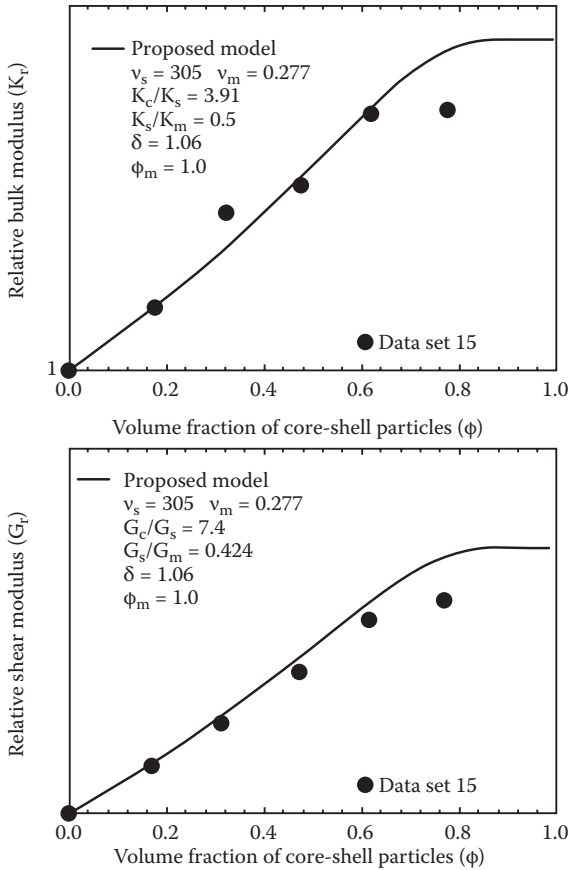 Relative bulk modulus (Kᵣ)
Proposed model
νₛ = 305 νₘ = 0.277
K_c/Kₛ = 3.91
Kₛ/Kₘ = 0.5
δ = 1.06
ϕₘ = 1.0
Data set 15
1
0.0 0.2 0.4 0.6 0.8 1.0
Volume fraction of core-shell particles (ϕ)
Relative shear modulus (Gᵣ)
Proposed model
νₛ = 305 νₘ = 0.277
G_c/Gₛ = 7.4
Gₛ/Gₘ = 0.424
δ = 1.06
ϕₘ = 1.0
Data set 15
0.0 0.2 0.4 0.6 0.8 1.0
Volume fraction of core-shell particles (ϕ)